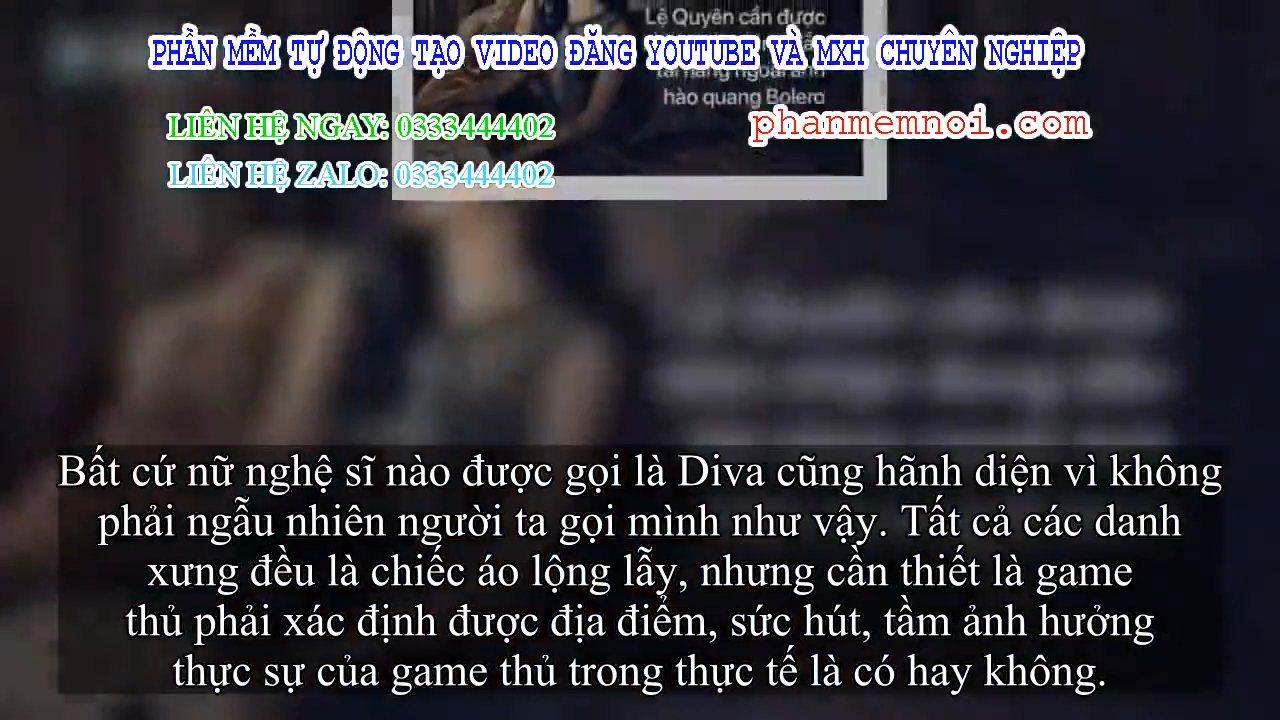 Lệ Quyên cần được
PHẦN MỀM TỰ ĐỘNG TẠO VIDEO ĐĂNG YOUTUBE VÀ MXH CHUYÊN NGHIỆP
tài năng ngoài ánh
hào quang Bolero
LIÊN HỆ NGAY: 0333444402
phanmemnoi.com
LIÊN HỆ ZALO: 0333444402
Bất cứ nữ nghệ sĩ nào được gọi là Diva cũng hãnh diện vì không
phải ngẫu nhiên người ta gọi mình như vậy. Tất cả các danh
xưng đều là chiếc áo lộng lẫy, nhưng cần thiết là game
thủ phải xác định được địa điểm, sức hút, tầm ảnh hưởng
thực sự của game thủ trong thực tế là có hay không.